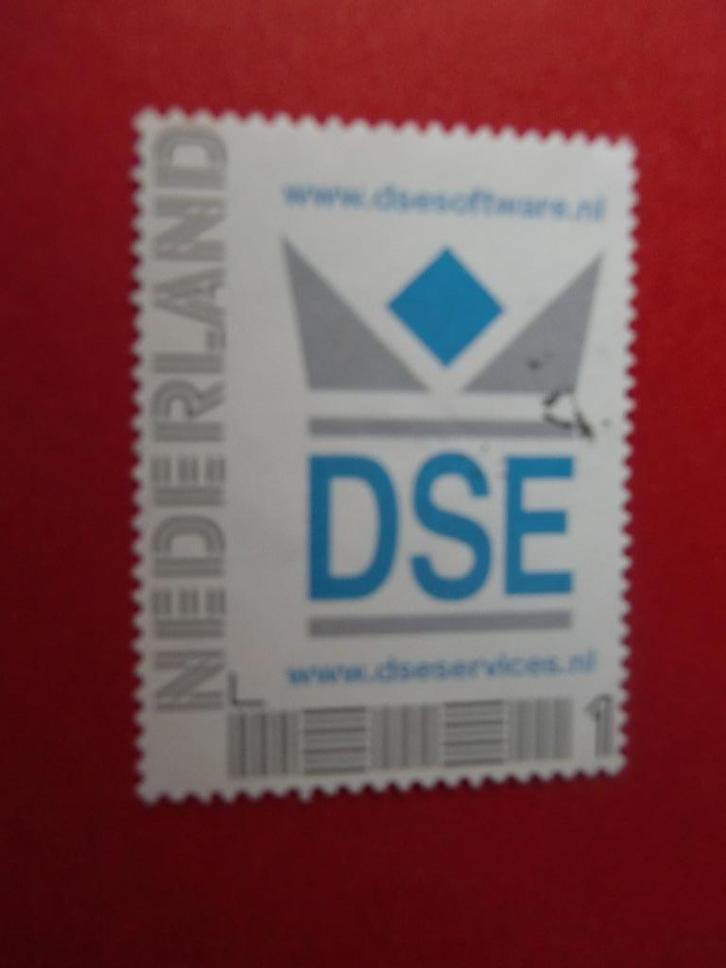 NEDERLAND
www.dsesoftware.nl
DSE
www.dseservices.nl
1